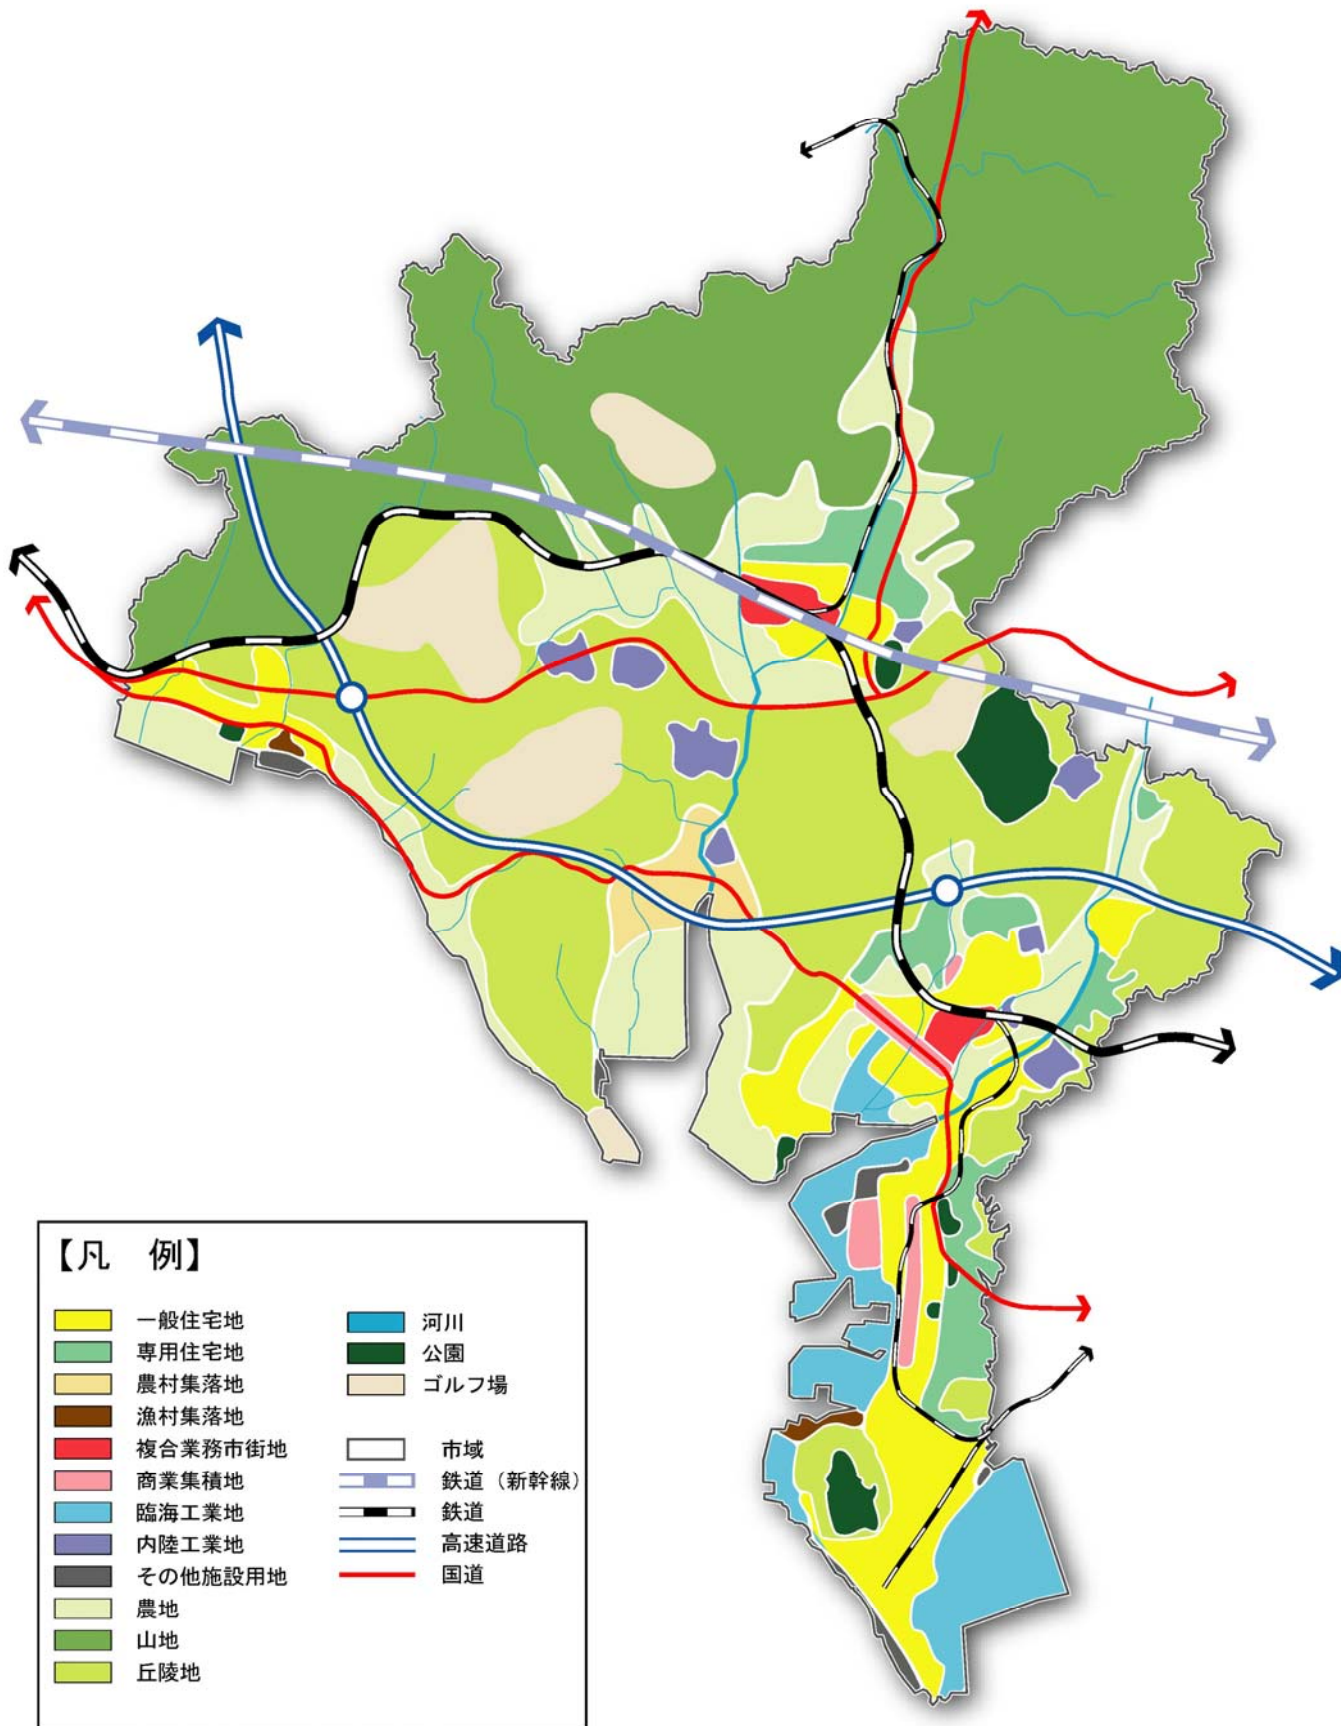 【凡　例】
一般住宅地
専用住宅地
農村集落地
漁村集落地
複合業務市街地
商業集積地
臨海工業地
内陸工業地
その他施設用地
農地
山地
丘陵地
河川
公園
ゴルフ場
市域
鉄道（新幹線）
鉄道
高速道路
国道